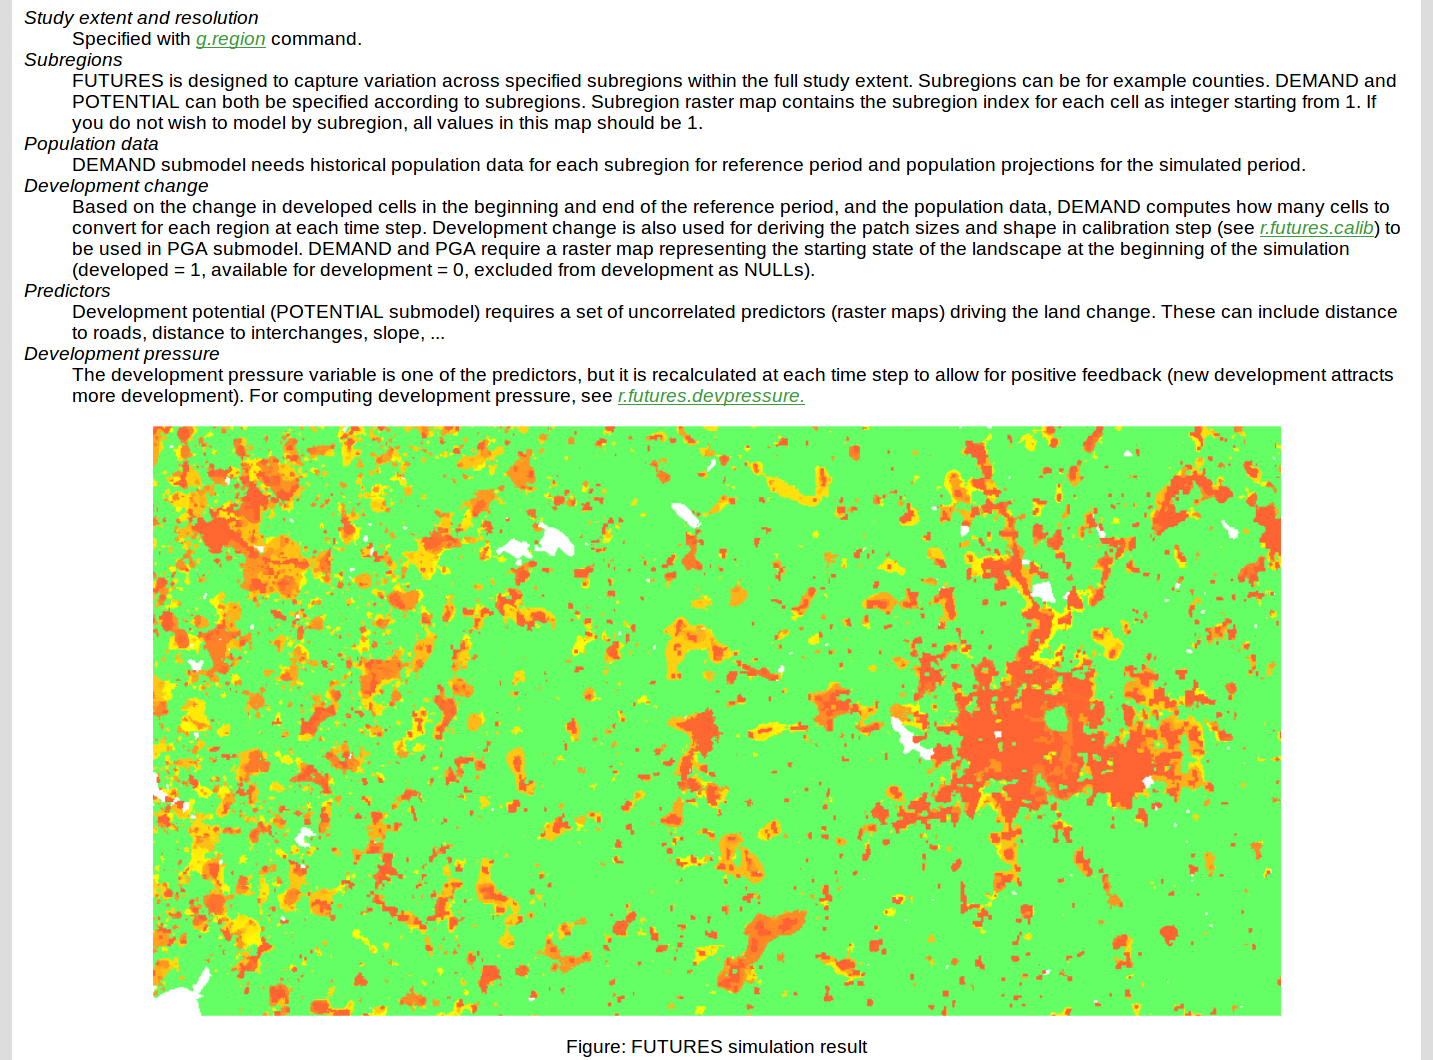 Study extent and resolution
Specified with g.region command.
Subregions
FUTURES is designed to capture variation across specified subregions within the full study extent. Subregions can be for example counties. DEMAND and
POTENTIAL can both be specified according to subregions. Subregion raster map contains the subregion index for each cell as integer starting from 1. If
you do not wish to model by subregion, all values in this map should be 1.
Population data
DEMAND submodel needs historical population data for each subregion for reference period and population projections for the simulated period.
Development change
Based on the change in developed cells in the beginning and end of the reference period, and the population data, DEMAND computes how many cells to
convert for each region at each time step. Development change is also used for deriving the patch sizes and shape in calibration step (see r.futures.calib) to
be used in PGA submodel. DEMAND and PGA require a raster map representing the starting state of the landscape at the beginning of the simulation
(developed = 1, available for development = 0, excluded from development as NULLs).
Predictors
Development potential (POTENTIAL submodel) requires a set of uncorrelated predictors (raster maps) driving the land change. These can include distance
to roads, distance to interchanges, slope, ...
Development pressure
The development pressure variable is one of the predictors, but it is recalculated at each time step to allow for positive feedback (new development attracts
more development). For computing development pressure, see r.futures.devpressure.
Figure: FUTURES simulation result